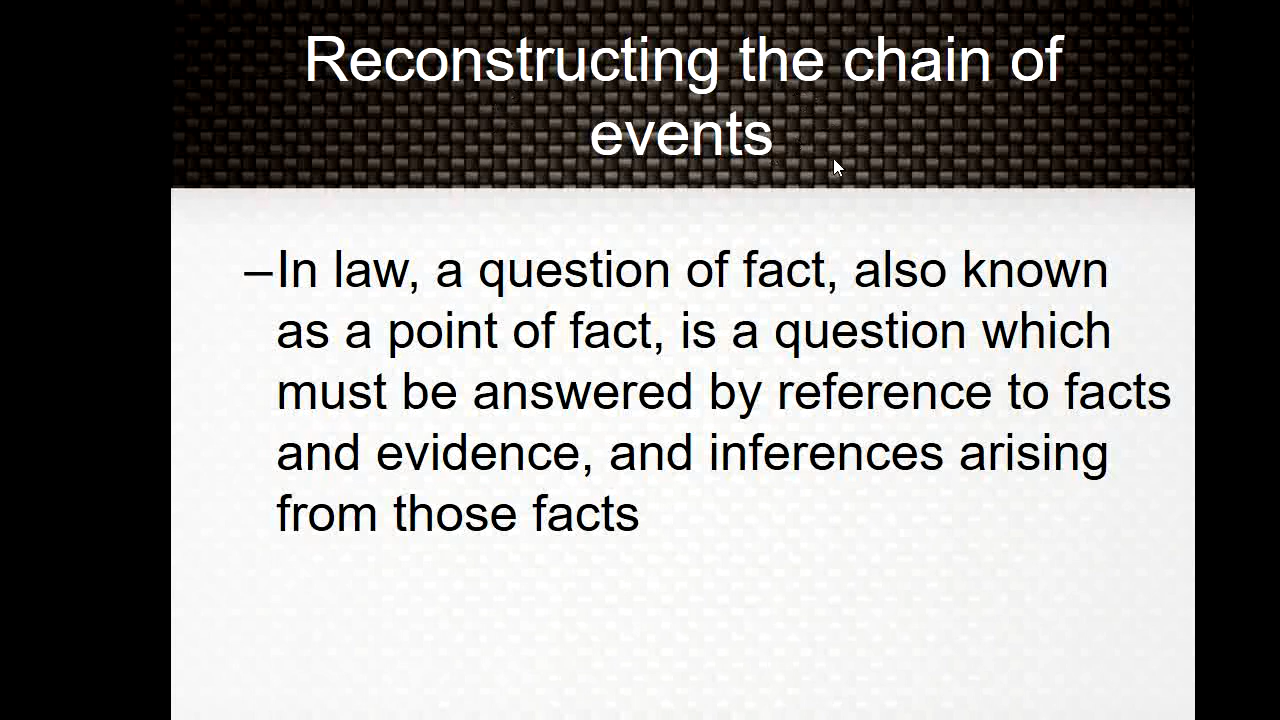 Reconstructing the chain of
events
–In law, a question of fact, also known
as a point of fact, is a question which
must be answered by reference to facts
and evidence, and inferences arising
from those facts